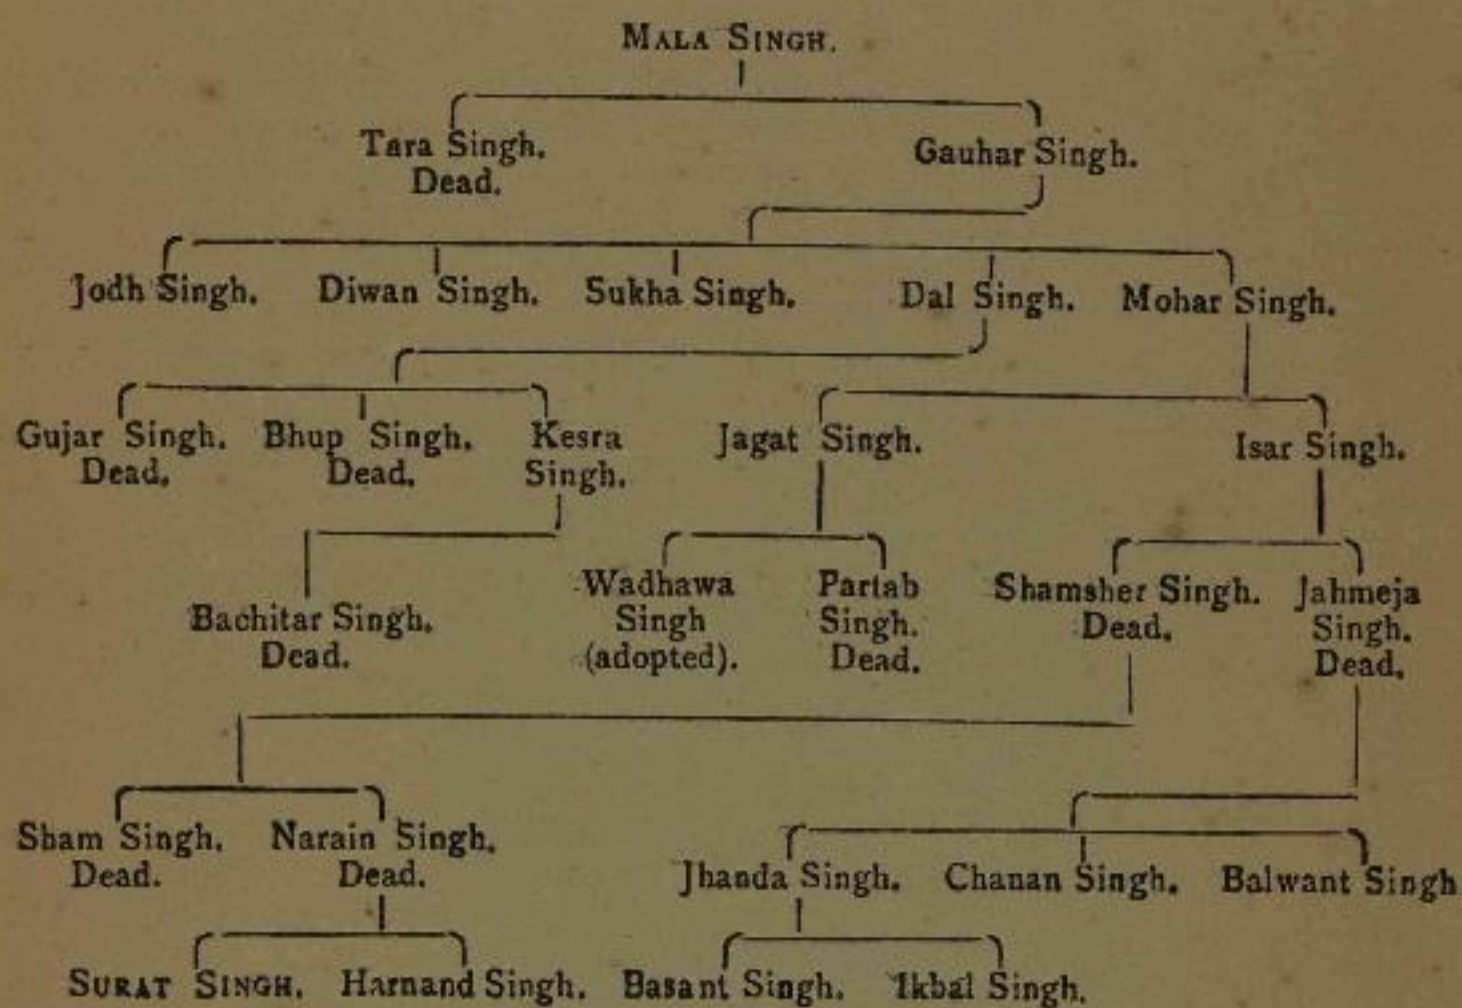 MALA SINGH.
Tara Singh.
Dead.
Gauhar Singh.
Jodh Singh. Diwan Singh. Sukha Singh. Dal Singh. Mohar Singh.
Gujar Singh.
Dead.
Bhup Singh.
Dead.
Kesra
Singh.
Jagat Singh.
Isar Singh.
Bachitar Singh.
Dead.
Wadhawa
Singh
(adopted).
Partab
Singh.
Dead.
Shamsher Singh.
Dead.
Jahmeja
Singh.
Dead.
Sham Singh.
Dead.
Narain Singh.
Dead.
Jhanda Singh. Chanan Singh. Balwant Singh
SURAT SINGH. Harnand Singh. Basant Singh. Ikbal Singh.